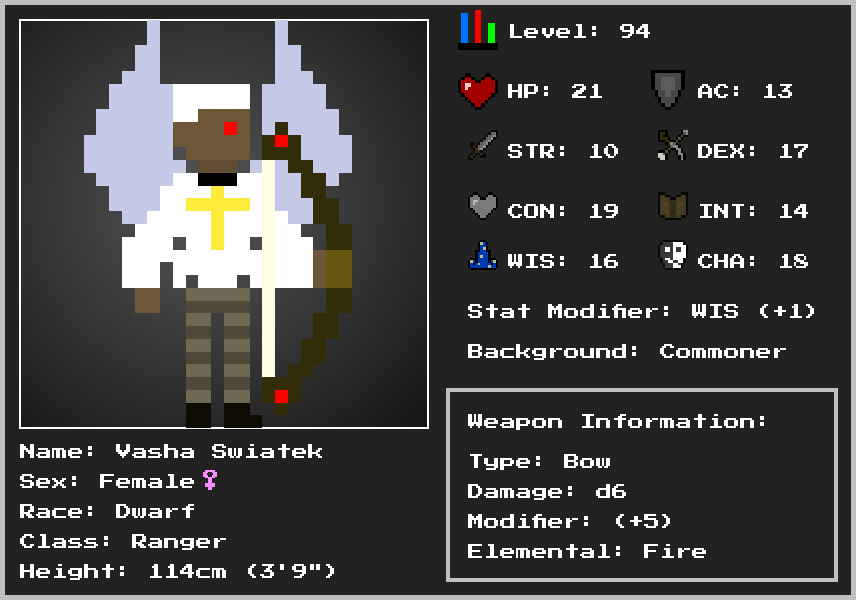 Level: 94
HP: 21 AC: 13
STR: 10 DEX: 17
CON: 19 INT: 14
WIS: 16 CHA: 18
Stat Modifier: WIS (+1)
Background: Commoner
Weapon Information:
Type: Bow
Damage: d6
Modifier: (+5)
Elemental: Fire
Name: Vasha Swiatek
Sex: Female♀
Race: Dwarf
Class: Ranger
Height: 114cm (3'9")